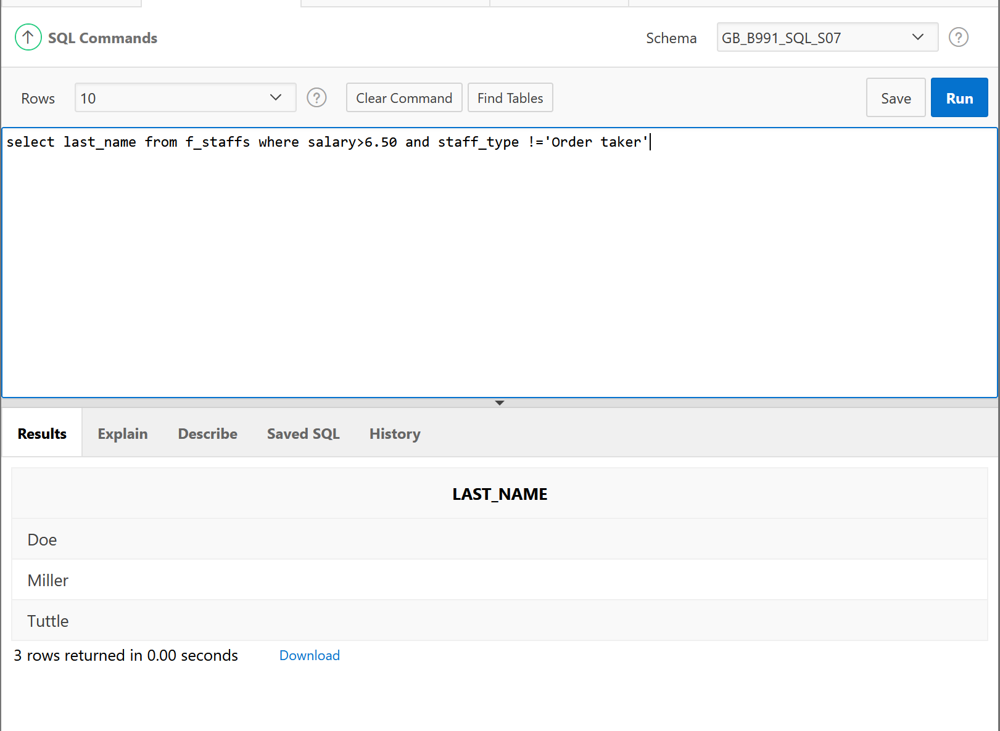 SQL Commands
Schema GB_B991_SQL_S07 ?
Rows 10 ? Clear Command Find Tables Save Run
select last_name from f_staffs where salary>6.50 and staff_type !='Order taker'
Results Explain Describe Saved SQL History
LAST_NAME
Doe
Miller
Tuttle
3 rows returned in 0.00 seconds Download